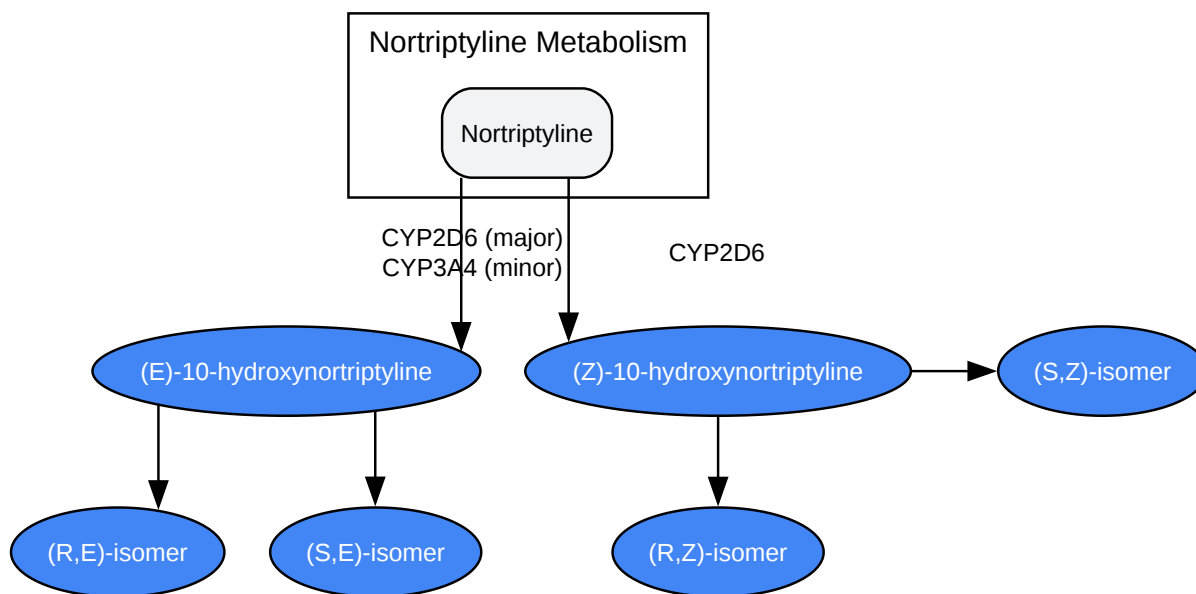 Nortriptyline Metabolism
Nortriptyline
CYP2D6 (major)
CYP3A4 (minor)
CYP2D6
(E)-10-hydroxynortriptyline
(Z)-10-hydroxynortriptyline
(S,Z)-isomer
(R,E)-isomer
(S,E)-isomer
(R,Z)-isomer